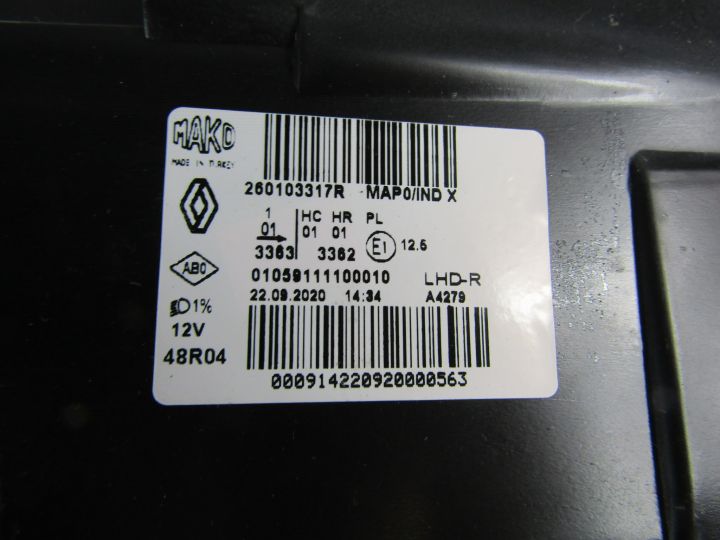 MAKO
MADE IN TURKEY
260103317R MAP0/IND X
1 HC HR PL
01 01 01
3363 3362 E1 12.5
01059111100010 LHD-R
ABO
22.09.2020 14:34 A4279
1%
12V
48R04
000914220920000563